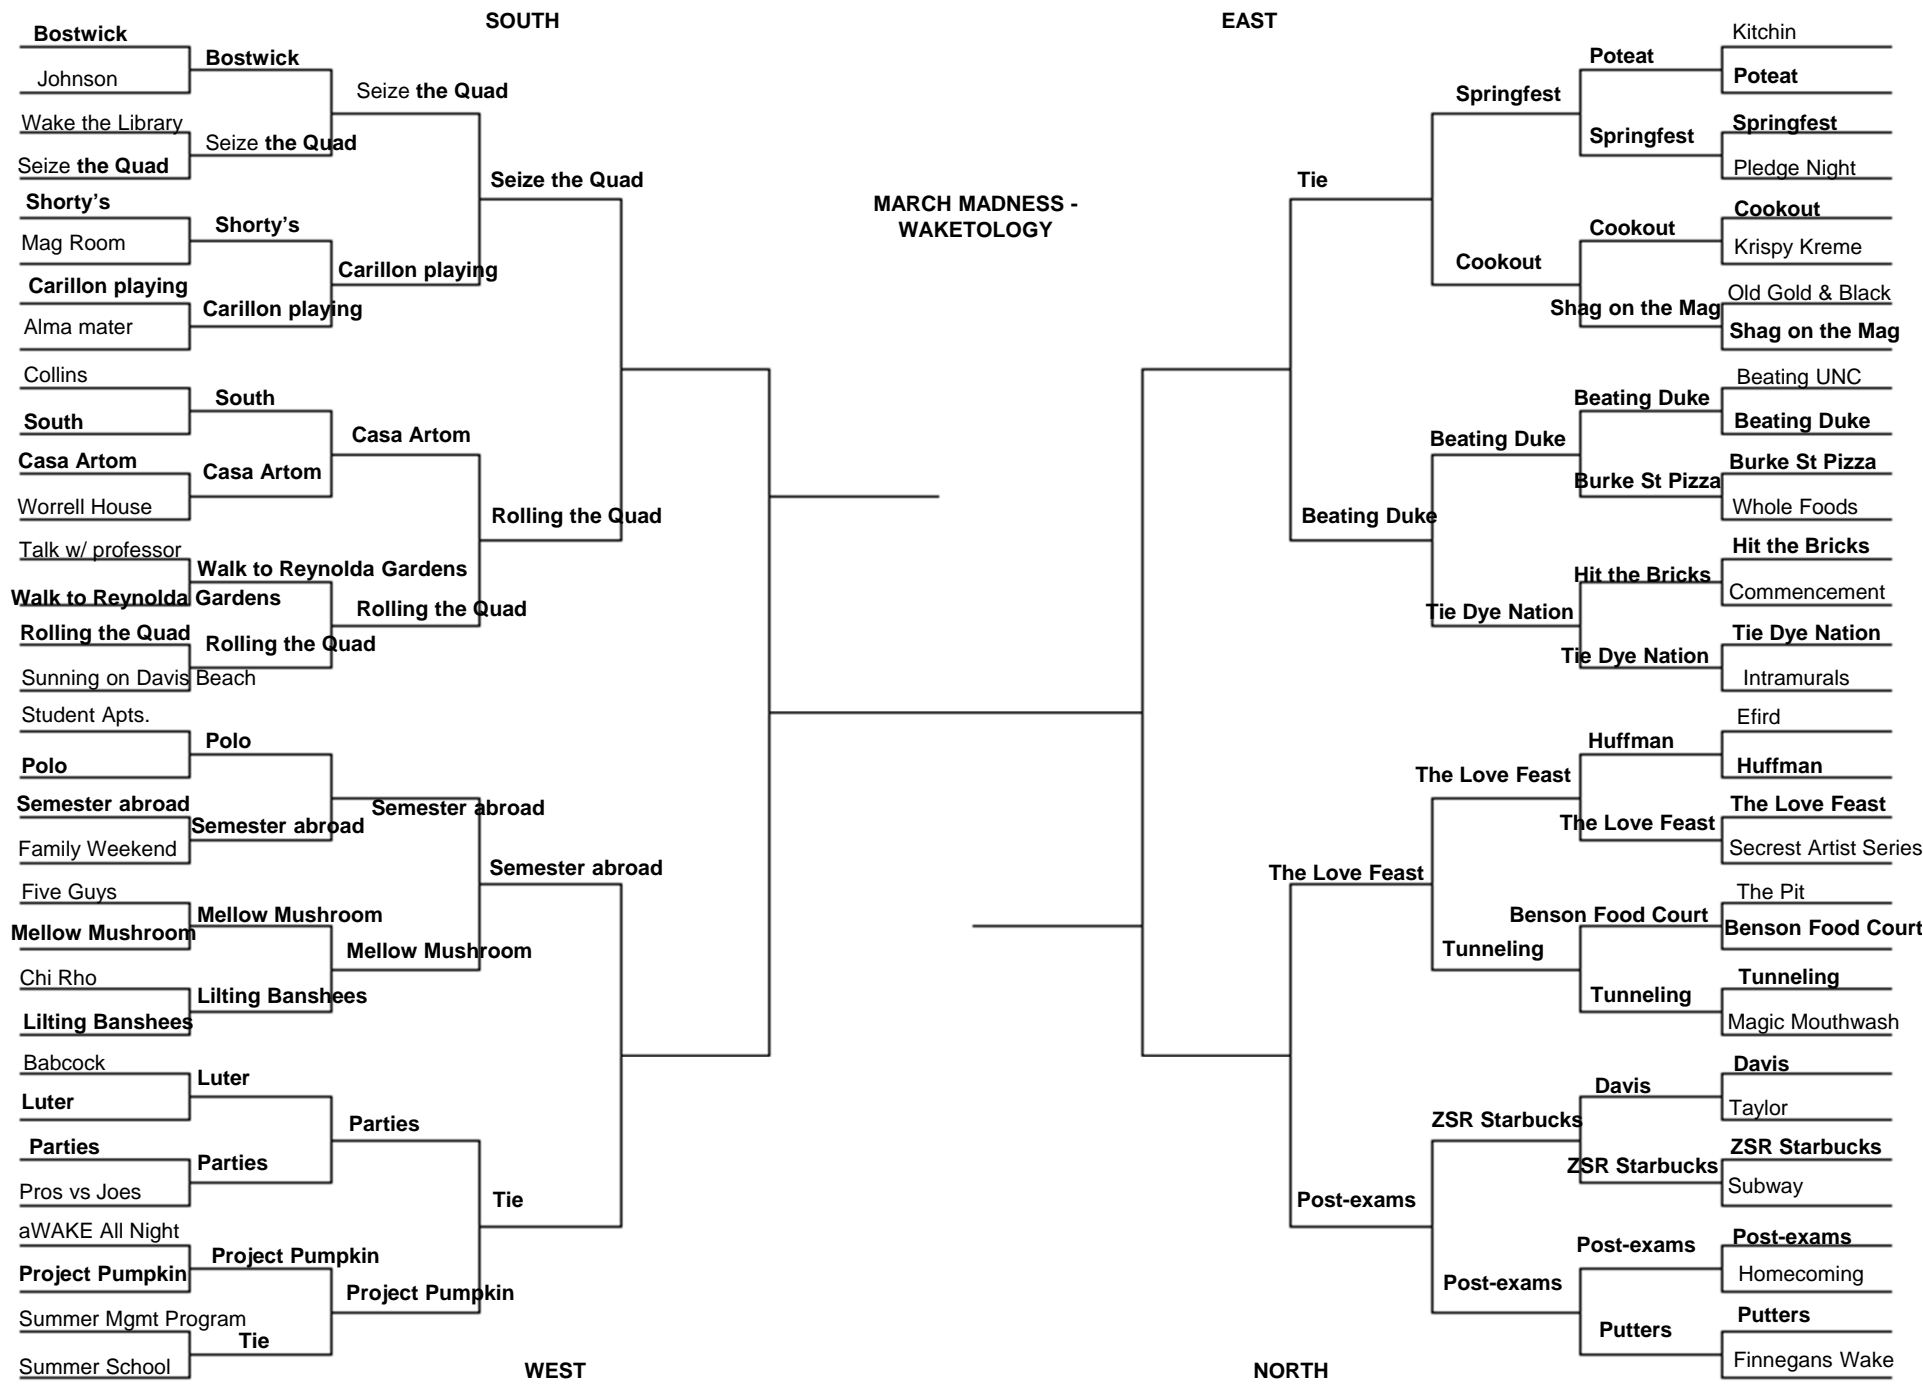 SOUTH
EAST
MARCH MADNESS -
WAKETOLOGY
Bostwick
Johnson
Wake the Library
Seize the Quad
Shorty’s
Mag Room
Carillon playing
Alma mater
Collins
South
Casa Artom
Worrell House
Talk w/ professor
Walk to Reynolda Gardens
Rolling the Quad
Sunning on Davis Beach
Student Apts.
Polo
Semester abroad
Family Weekend
Five Guys
Mellow Mushroom
Chi Rho
Lilting Banshees
Babcock
Luter
Parties
Pros vs Joes
aWAKE All Night
Project Pumpkin
Summer Mgmt Program
Summer School
Bostwick
Seize the Quad
Shorty’s
Carillon playing
South
Casa Artom
Walk to Reynolda Gardens
Rolling the Quad
Polo
Semester abroad
Mellow Mushroom
Lilting Banshees
Luter
Parties
Project Pumpkin
Tie
Seize the Quad
Carillon playing
Casa Artom
Rolling the Quad
Semester abroad
Mellow Mushroom
Parties
Project Pumpkin
Seize the Quad
Rolling the Quad
Semester abroad
Tie
Tie
Beating Duke
The Love Feast
Post-exams
Springfest
Cookout
Beating Duke
Tie Dye Nation
The Love Feast
Tunneling
ZSR Starbucks
Post-exams
Poteat
Springfest
Cookout
Shag on the Mag
Beating Duke
Burke St Pizza
Hit the Bricks
Tie Dye Nation
Huffman
The Love Feast
Benson Food Court
Tunneling
Davis
ZSR Starbucks
Post-exams
Putters
Kitchin
Poteat
Springfest
Pledge Night
Cookout
Krispy Kreme
Old Gold & Black
Shag on the Mag
Beating UNC
Beating Duke
Burke St Pizza
Whole Foods
Hit the Bricks
Commencement
Tie Dye Nation
Intramurals
Efird
Huffman
The Love Feast
Secrest Artist Series
The Pit
Benson Food Court
Tunneling
Magic Mouthwash
Davis
Taylor
ZSR Starbucks
Subway
Post-exams
Homecoming
Putters
Finnegans Wake
WEST
NORTH